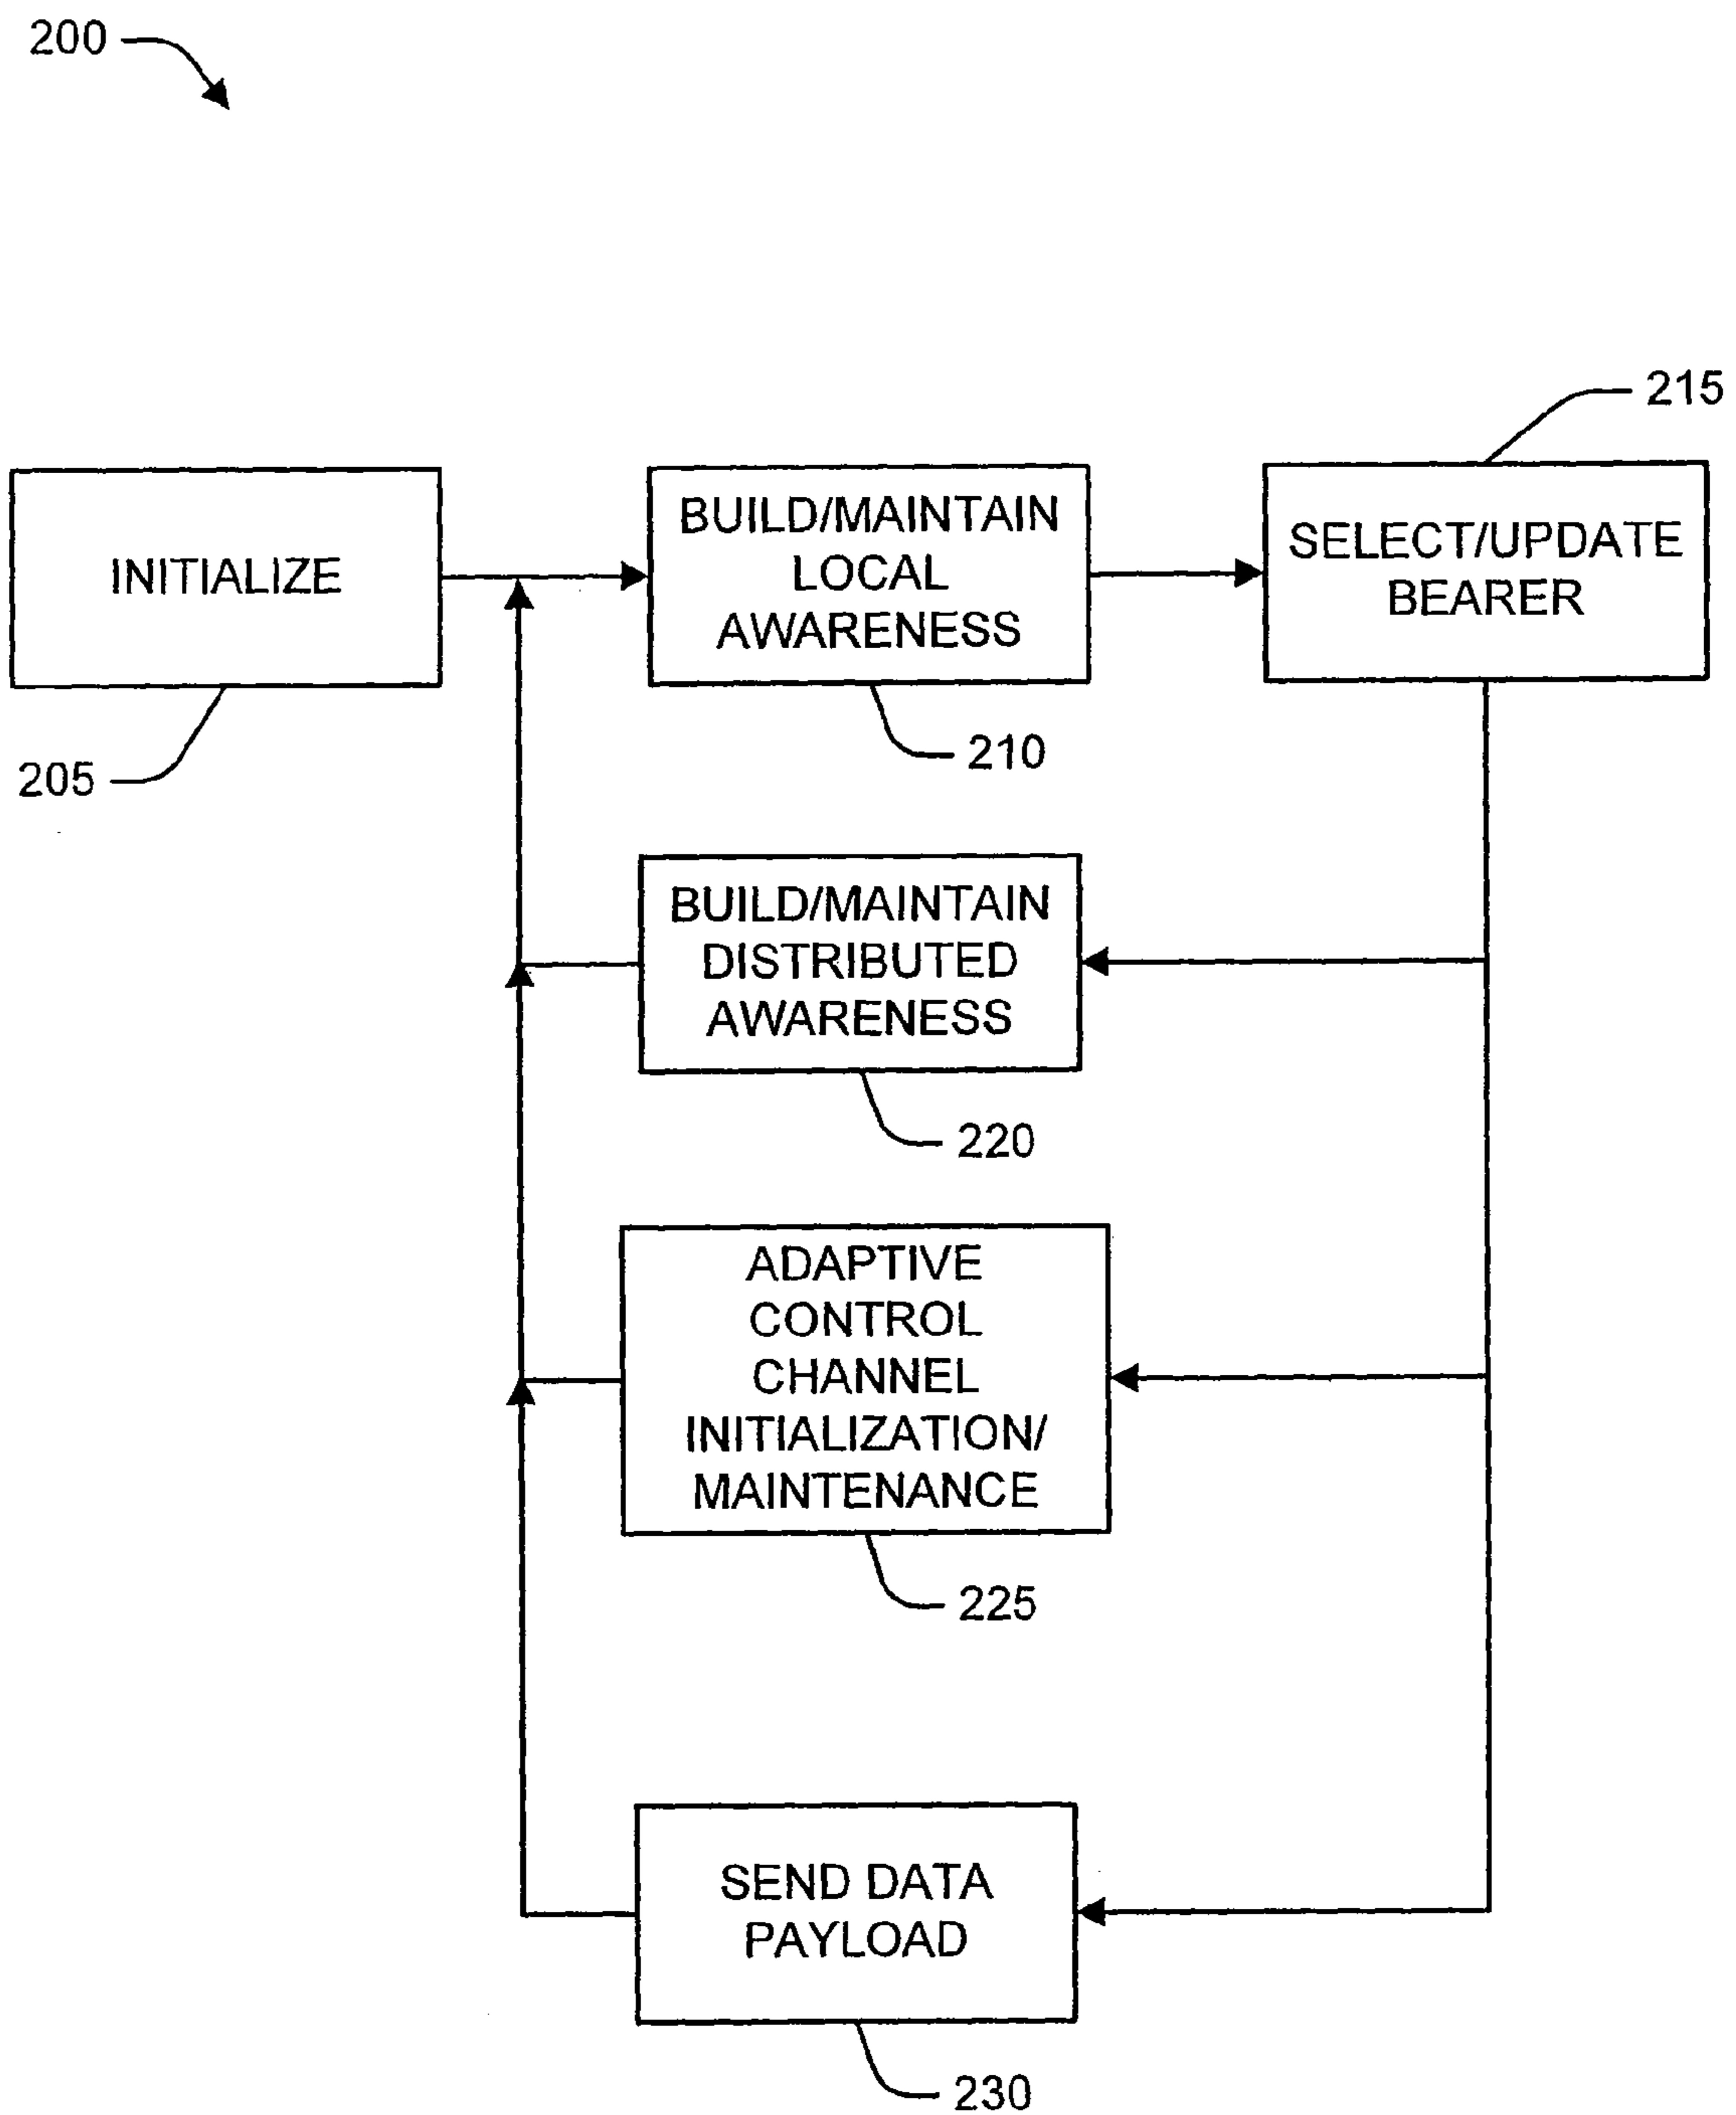 200
215
INITIALIZE
BUILD/MAINTAIN
LOCAL
AWARENESS
SELECT/UPDATE
BEARER
205
210
BUILD/MAINTAIN
DISTRIBUTED
AWARENESS
220
ADAPTIVE
CONTROL
CHANNEL
INITIALIZATION/
MAINTENANCE
225
SEND DATA
PAYLOAD
230